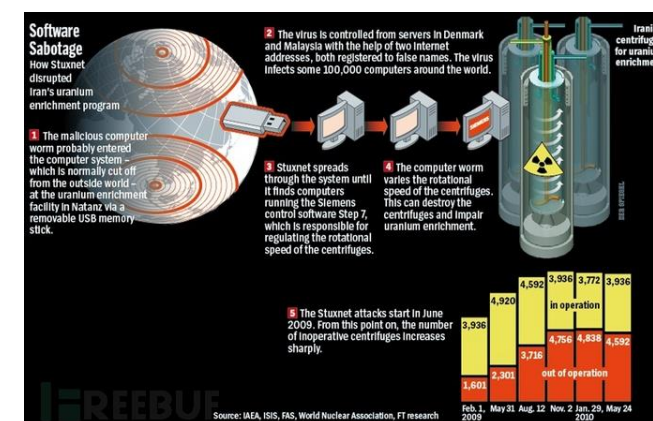 Software
Sabotage
How Stuxnet
disrupted
Iran's uranium
enrichment program
1 The malicious computer
worm probably entered
the computer system –
which is normally cut off
from the outside world –
at the uranium enrichment
facility in Natanz via a
removable USB memory
stick.
2 The virus is controlled from servers in Denmark
and Malaysia with the help of two Internet
addresses, both registered to false names. The virus
infects some 100,000 computers around the world.
3 Stuxnet spreads
through the system until
it finds computers
running the Siemens
control software Step 7,
which is responsible for
regulating the rotational
speed of the centrifuges.
4 The computer worm
varies the rotational
speed of the centrifuges.
This can destroy the
centrifuges and impair
uranium enrichment.
Irani
centrifug
for uraniu
enrichme
DER SPIEGEL
5 The Stuxnet attacks start in June
2009. From this point on, the number
of inoperative centrifuges increases
sharply.
3,936 4,920 4,592 3,936 3,772 3,936
in operation
1,601 2,301 3,716 4,756 4,838 4,592
out of operation
Feb. 1, May 31 Aug. 12 Nov. 2 Jan. 29, May 24
2009 2010
Source: IAEA, ISIS, FAS, World Nuclear Association, FT research
FREEBUF